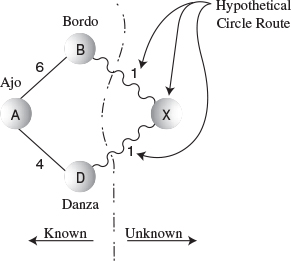 Hypothetical
Circle Route
Bordo
B
6
1
Ajo
A
X
4
1
D
Danza
Known
Unknown